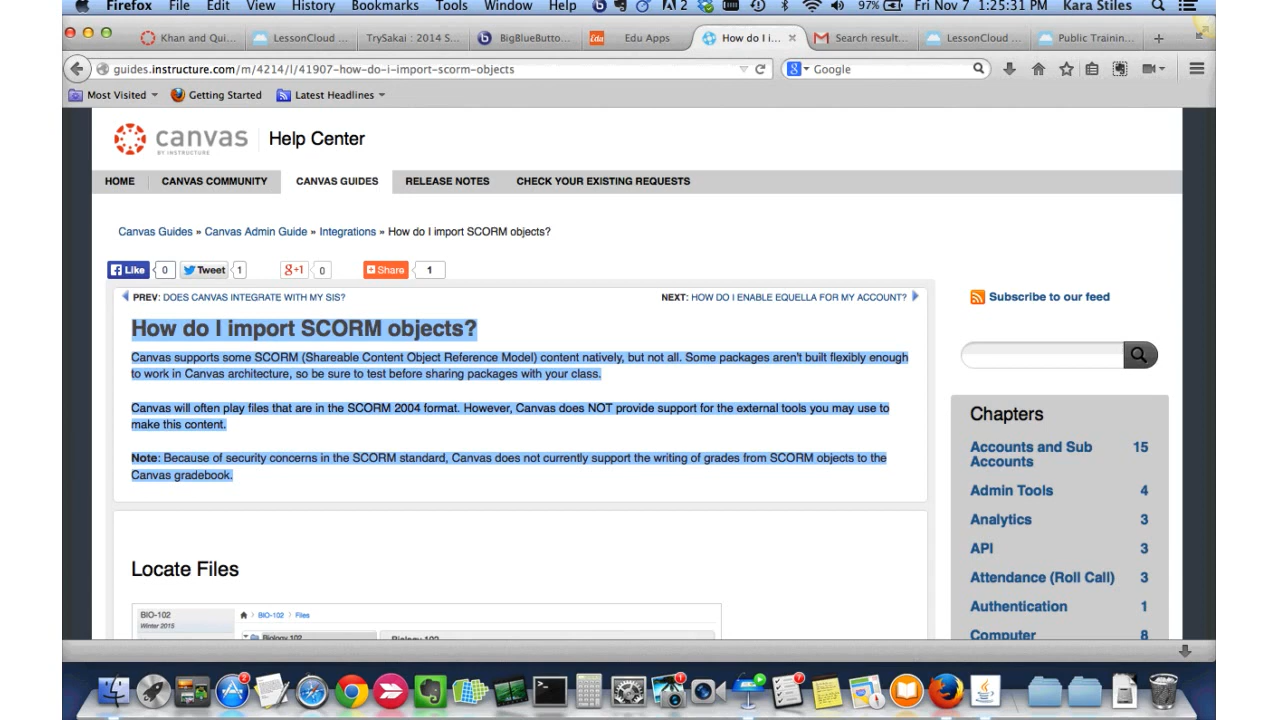 Firefox File Edit View History Bookmarks Tools Window Help 2 97% Fri Nov 7 1:25:31 PM Kara Stiles
Khan and Qui... LessonCloud ... TrySakai : 2014 S... BigBlueButto... Edu Apps How do I i... Search result... LessonCloud ... Public Trainin...
guides.instructure.com/m/4214/l/41907-how-do-i-import-scorm-objects Google
Most Visited Getting Started Latest Headlines
canvas Help Center
BY INSTRUCTURE
HOME CANVAS COMMUNITY CANVAS GUIDES RELEASE NOTES CHECK YOUR EXISTING REQUESTS
Canvas Guides » Canvas Admin Guide » Integrations » How do I import SCORM objects?
Like 0 Tweet 1 g+1 0 Share 1
PREV: DOES CANVAS INTEGRATE WITH MY SIS? NEXT: HOW DO I ENABLE EQUELLA FOR MY ACCOUNT?
How do I import SCORM objects?
Canvas supports some SCORM (Shareable Content Object Reference Model) content natively, but not all. Some packages aren't built flexibly enough
to work in Canvas architecture, so be sure to test before sharing packages with your class.
Canvas will often play files that are in the SCORM 2004 format. However, Canvas does NOT provide support for the external tools you may use to
make this content.
Note: Because of security concerns in the SCORM standard, Canvas does not currently support the writing of grades from SCORM objects to the
Canvas gradebook.
Locate Files
BIO-102
Winter 2015
BIO-102 > Files
Biology 102
Biology 102
Subscribe to our feed
Chapters
Accounts and Sub Accounts 15
Admin Tools 4
Analytics 3
API 3
Attendance (Roll Call) 3
Authentication 1
Computer 8